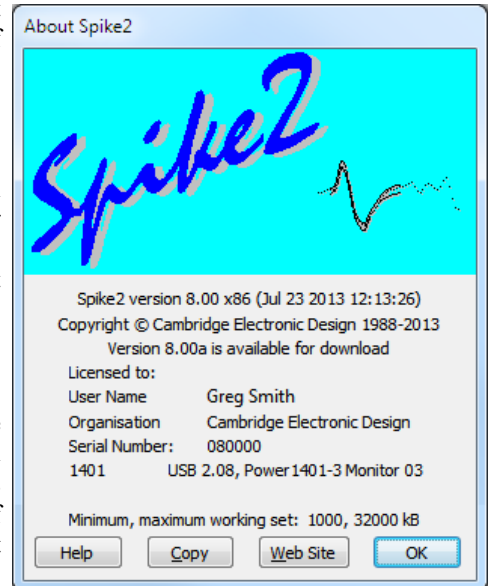 About Spike2
Spike2
Spike2 version 8.00 x86 (Jul 23 2013 12:13:26)
Copyright © Cambridge Electronic Design 1988-2013
Version 8.00a is available for download
Licensed to:
User Name Greg Smith
Organisation Cambridge Electronic Design
Serial Number: 080000
1401 USB 2.08, Power1401-3 Monitor 03
Minimum, maximum working set: 1000, 32000 kB
Help Copy Web Site OK